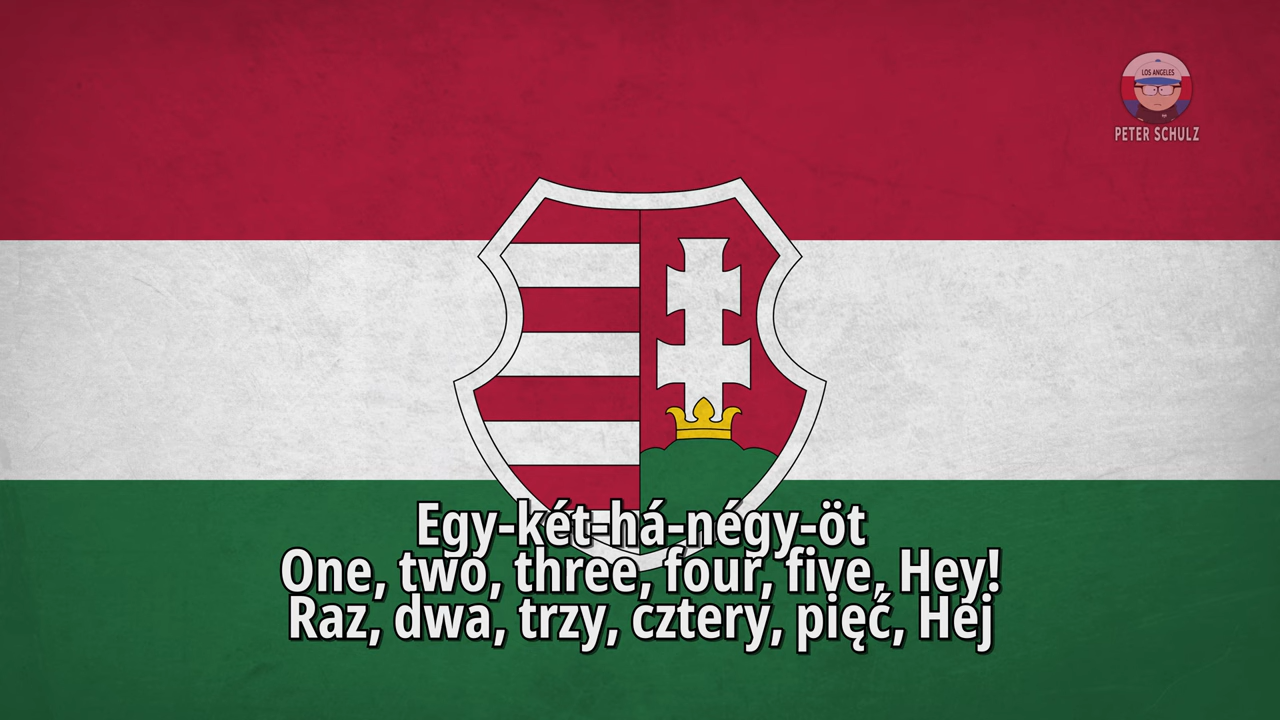 LOS ANGELES
PETER SCHULZ
Egy-két-há-négy-öt
One, two, three, four, five, Hey!
Raz, dwa, trzy, cztery, pięć, Hej